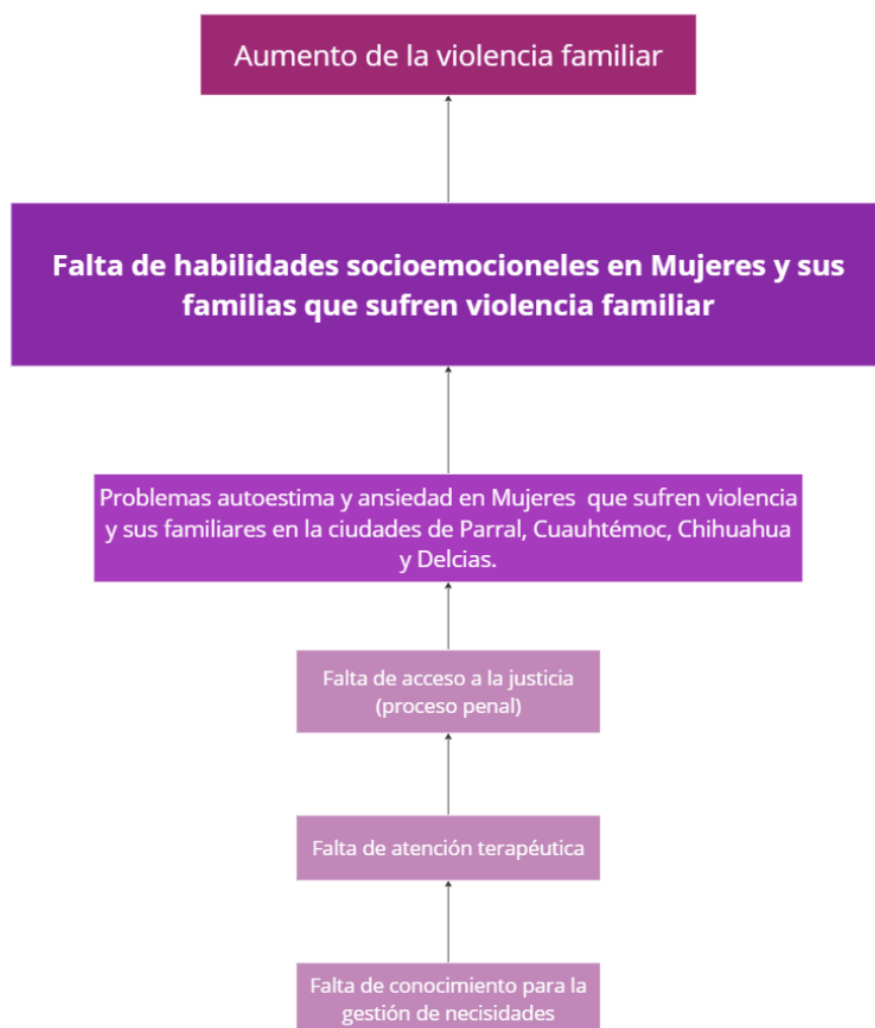 Aumento de la violencia familiar
Falta de habilidades socioemocioneles en Mujeres y sus
familias que sufren violencia familiar
Problemas autoestima y ansiedad en Mujeres que sufren violencia
y sus familiares en la ciudades de Parral, Cuauhtémoc, Chihuahua
y Delcias.
Falta de acceso a la justicia
(proceso penal)
Falta de atención terapéutica
Falta de conocimiento para la
gestión de necisidades